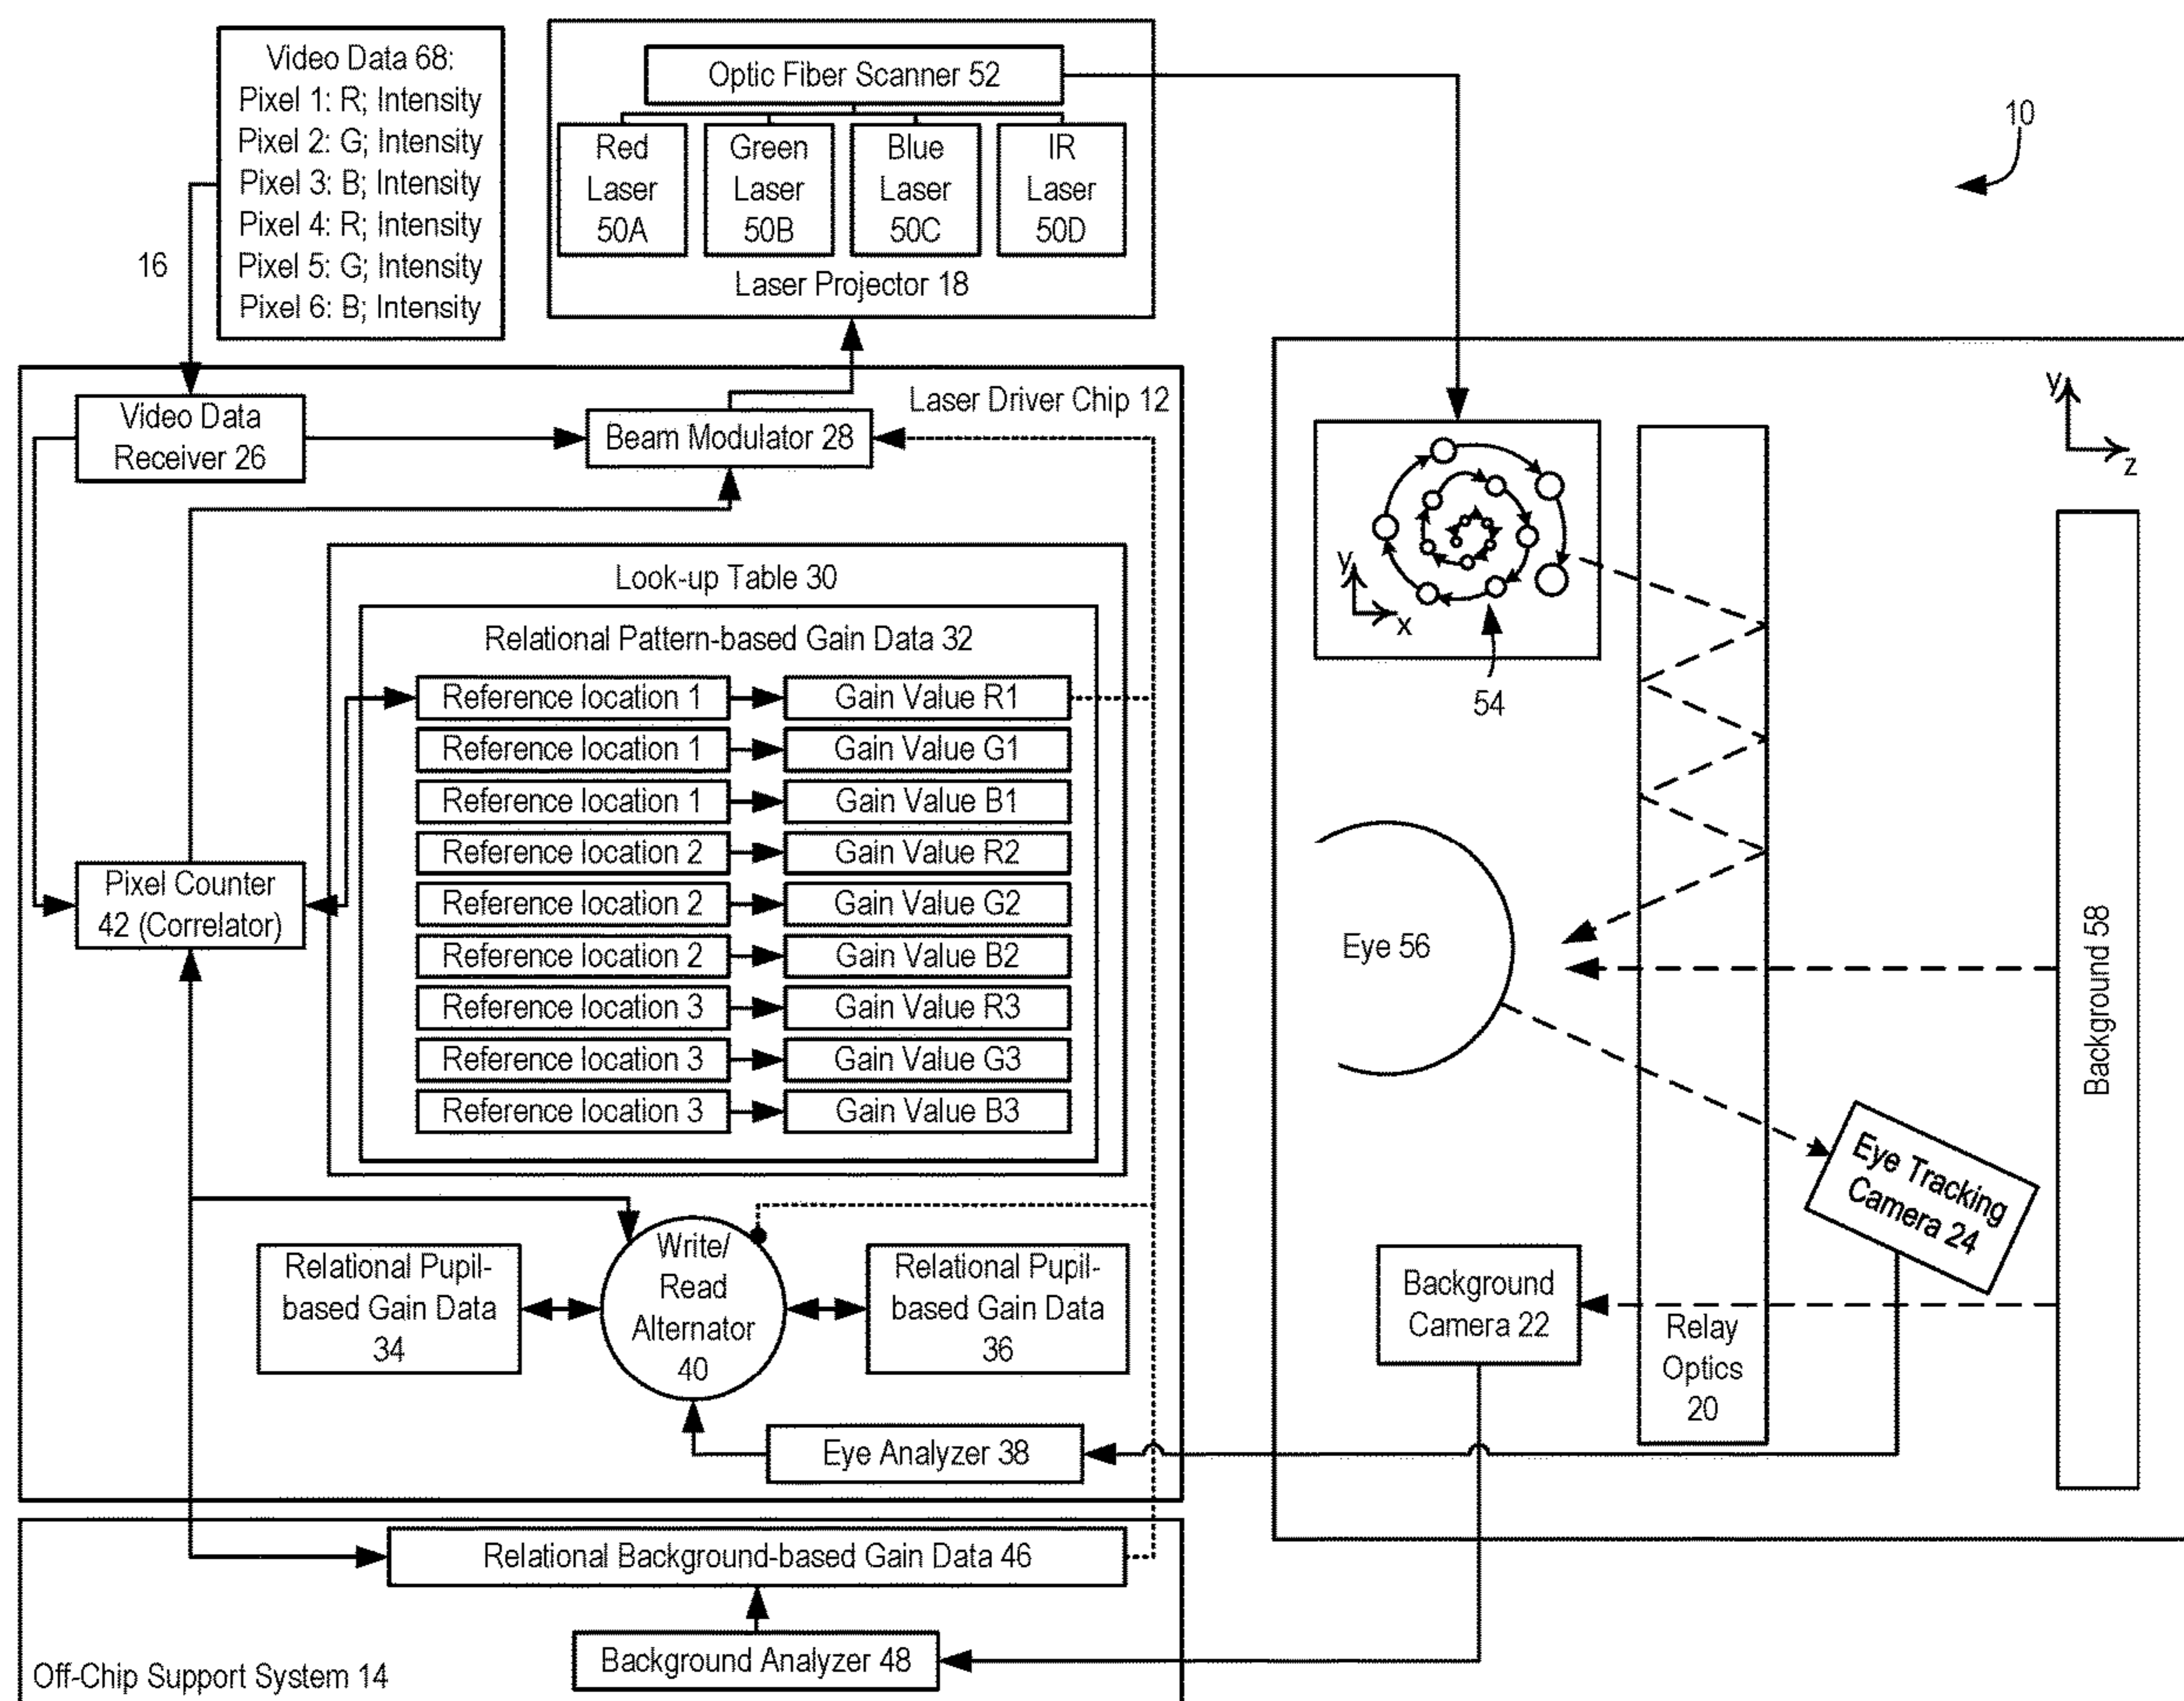 Video Data 68:
Pixel 1: R; Intensity
Pixel 2: G; Intensity
Pixel 3: B; Intensity
Pixel 4: R; Intensity
Pixel 5: G; Intensity
Pixel 6: B; Intensity
16
Optic Fiber Scanner 52
Red
Laser
50A
Green
Laser
50B
Blue
Laser
50C
IR
Laser
50D
Laser Projector 18
10
Laser Driver Chip 12
Video Data
Receiver 26
Beam Modulator 28
Look-up Table 30
Relational Pattern-based Gain Data 32
Reference location 1
Gain Value R1
Reference location 1
Gain Value G1
Reference location 1
Gain Value B1
Reference location 2
Gain Value R2
Reference location 2
Gain Value G2
Reference location 2
Gain Value B2
Reference location 3
Gain Value R3
Reference location 3
Gain Value G3
Reference location 3
Gain Value B3
Pixel Counter
42 (Correlator)
Relational Pupil-
based Gain Data
34
Write/
Read
Alternator
40
Relational Pupil-
based Gain Data
36
Eye Analyzer 38
Relational Background-based Gain Data 46
Background Analyzer 48
Off-Chip Support System 14
y
x
54
y
z
Eye 56
Background 58
Eye Tracking
Camera 24
Background
Camera 22
Relay
Optics
20